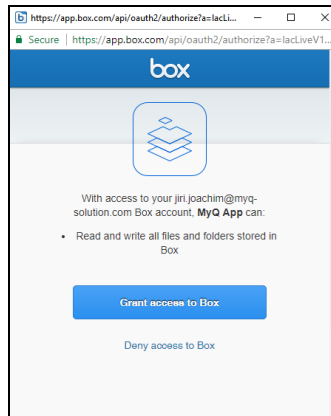 https://app.box.com/api/oauth2/authorize?a=lacLi...
Secure | https://app.box.com/api/oauth2/authorize?a=lacLiveV1...
box
With access to your jiri.joachim@myq-
solution.com Box account, MyQ App can:
• Read and write all files and folders stored in
Box
Grant access to Box
Deny access to Box